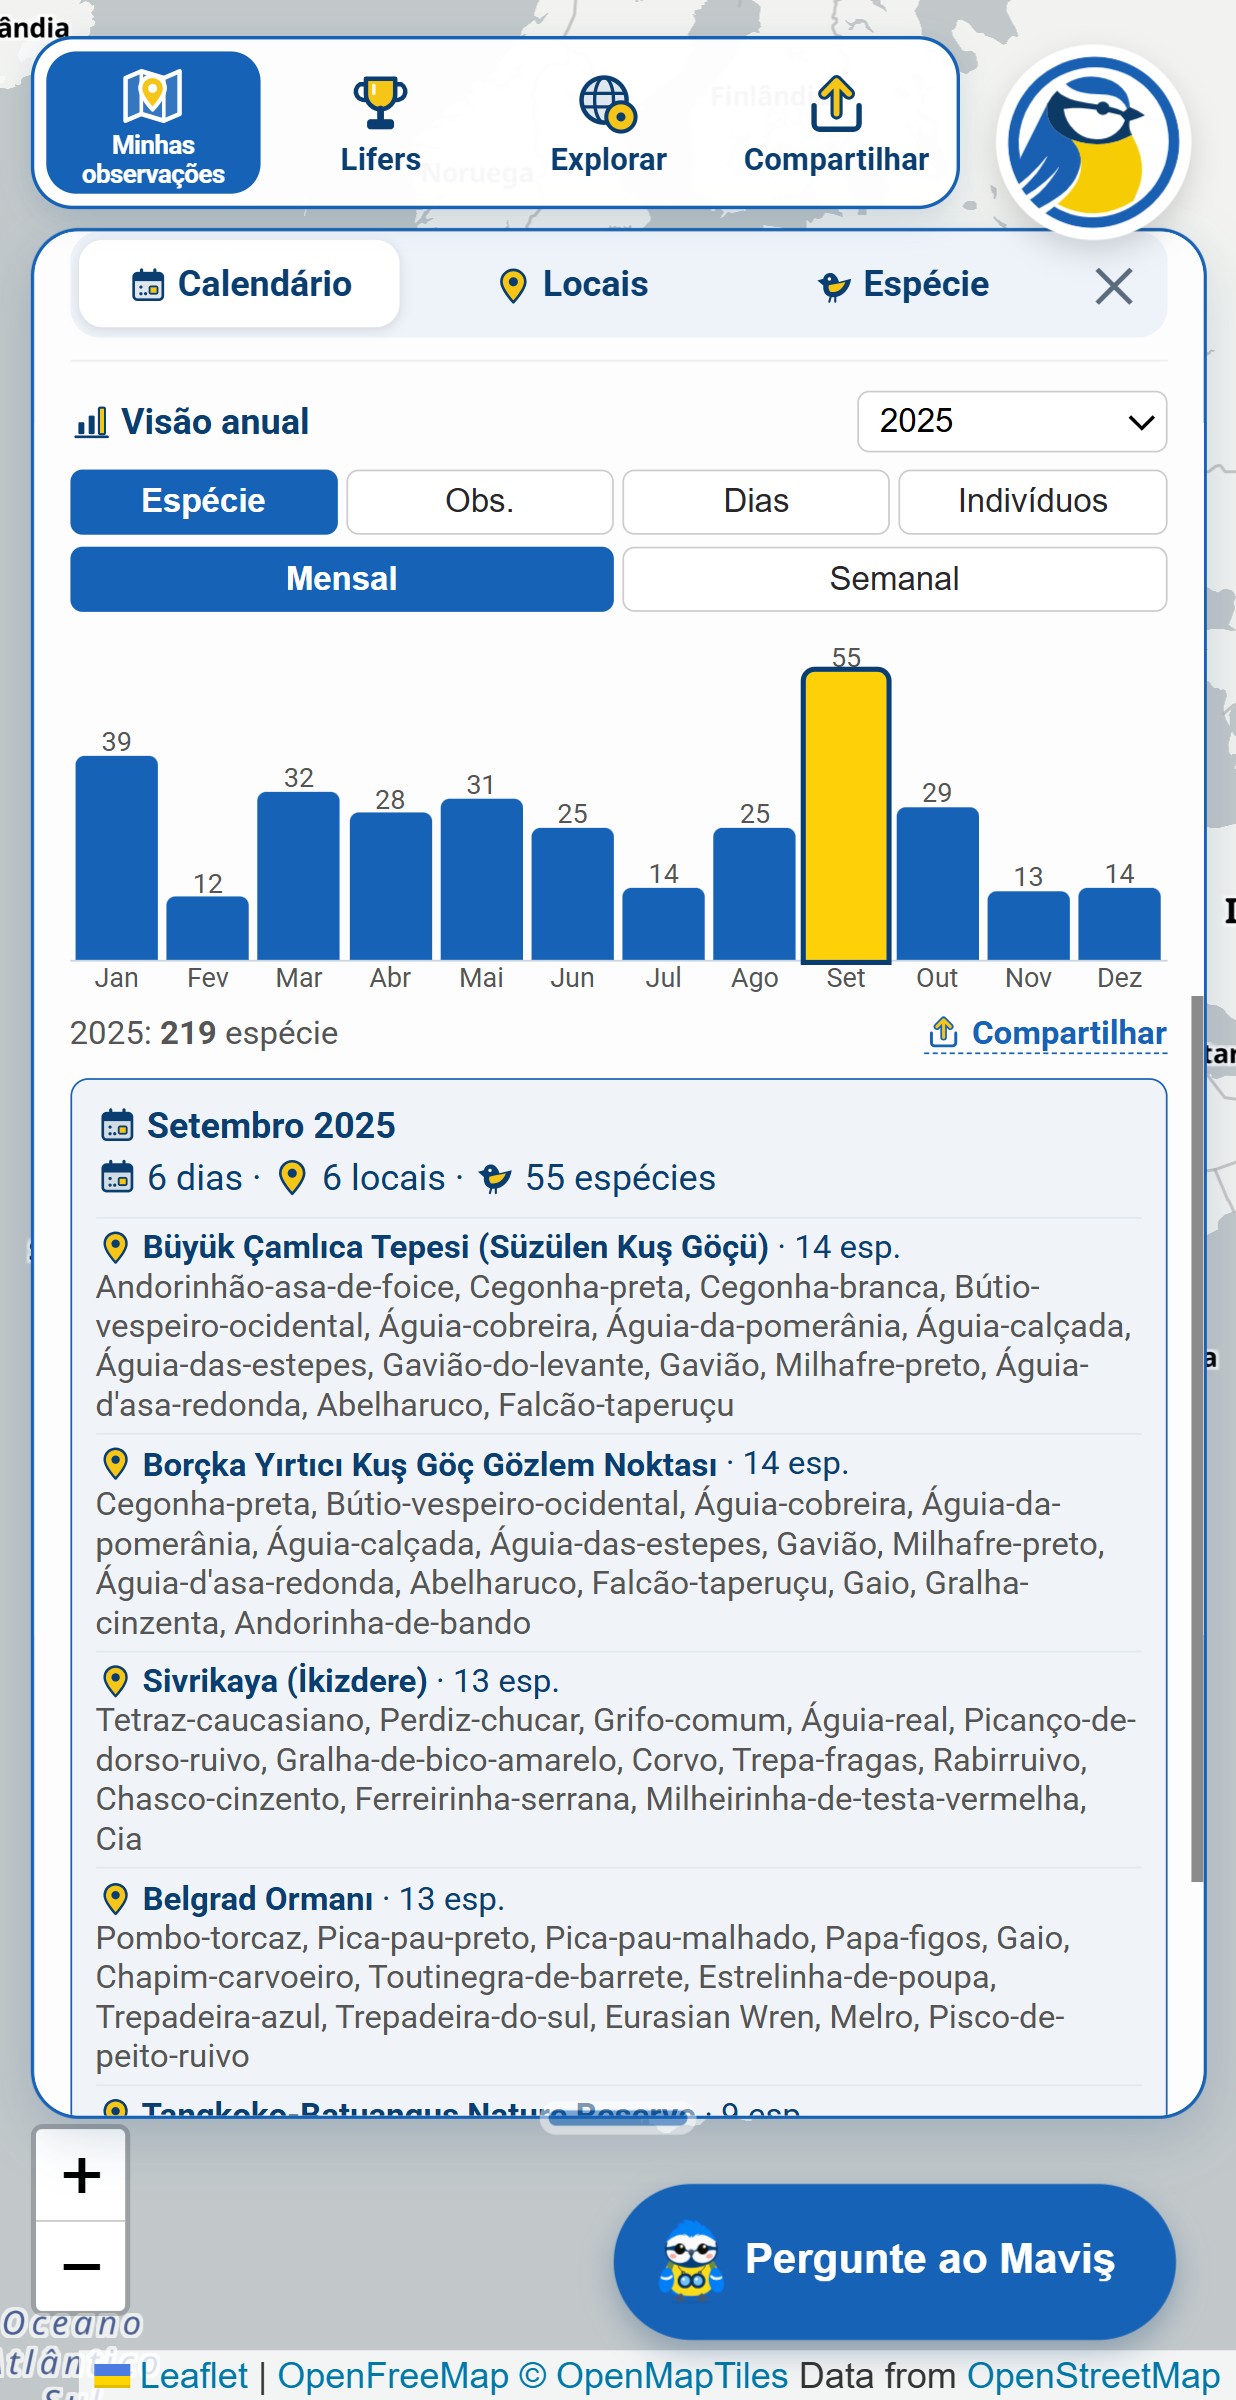 ândia
Minhas
observações
Lifers
Explorar
Compartilhar
Finlândi
Noruega
Calendário
Locais
Espécie
Visão anual
2025
Espécie
Obs.
Dias
Indivíduos
Mensal
Semanal
39
12
32
28
31
25
14
25
55
29
13
14
Jan
Fev
Mar
Abr
Mai
Jun
Jul
Ago
Set
Out
Nov
Dez
2025: 219 espécie
Compartilhar
Setembro 2025
6 dias · 6 locais · 55 espécies
Büyük Çamlıca Tepesi (Süzülen Kuş Göçü) · 14 esp.
Andorinhão-asa-de-foice, Cegonha-preta, Cegonha-branca, Bútio-
vespeiro-ocidental, Águia-cobreira, Águia-da-pomerânia, Águia-calçada,
Águia-das-estepes, Gavião-do-levante, Gavião, Milhafre-preto, Águia-
d'asa-redonda, Abelharuco, Falcão-taperuçu
Borçka Yırtıcı Kuş Göç Gözlem Noktası · 14 esp.
Cegonha-preta, Bútio-vespeiro-ocidental, Águia-cobreira, Águia-da-
pomerânia, Águia-calçada, Águia-das-estepes, Gavião, Milhafre-preto,
Águia-d'asa-redonda, Abelharuco, Falcão-taperuçu, Gaio, Gralha-
cinzenta, Andorinha-de-bando
Sivrikaya (İkizdere) · 13 esp.
Tetraz-caucasiano, Perdiz-chucar, Grifo-comum, Águia-real, Picanço-de-
dorso-ruivo, Gralha-de-bico-amarelo, Corvo, Trepa-fragas, Rabirruivo,
Chasco-cinzento, Ferreirinha-serrana, Milheirinha-de-testa-vermelha,
Cia
Belgrad Ormanı · 13 esp.
Pombo-torcaz, Pica-pau-preto, Pica-pau-malhado, Papa-figos, Gaio,
Chapim-carvoeiro, Toutinegra-de-barrete, Estrelinha-de-poupa,
Trepadeira-azul, Trepadeira-do-sul, Eurasian Wren, Melro, Pisco-de-
peito-ruivo
Tangkoko-Batuangus Nature Reserve · 9 esp.
+
−
Pergunte ao Maviş
Oceano
Leaflet | OpenFreeMap © OpenMapTiles Data from OpenStreetMap